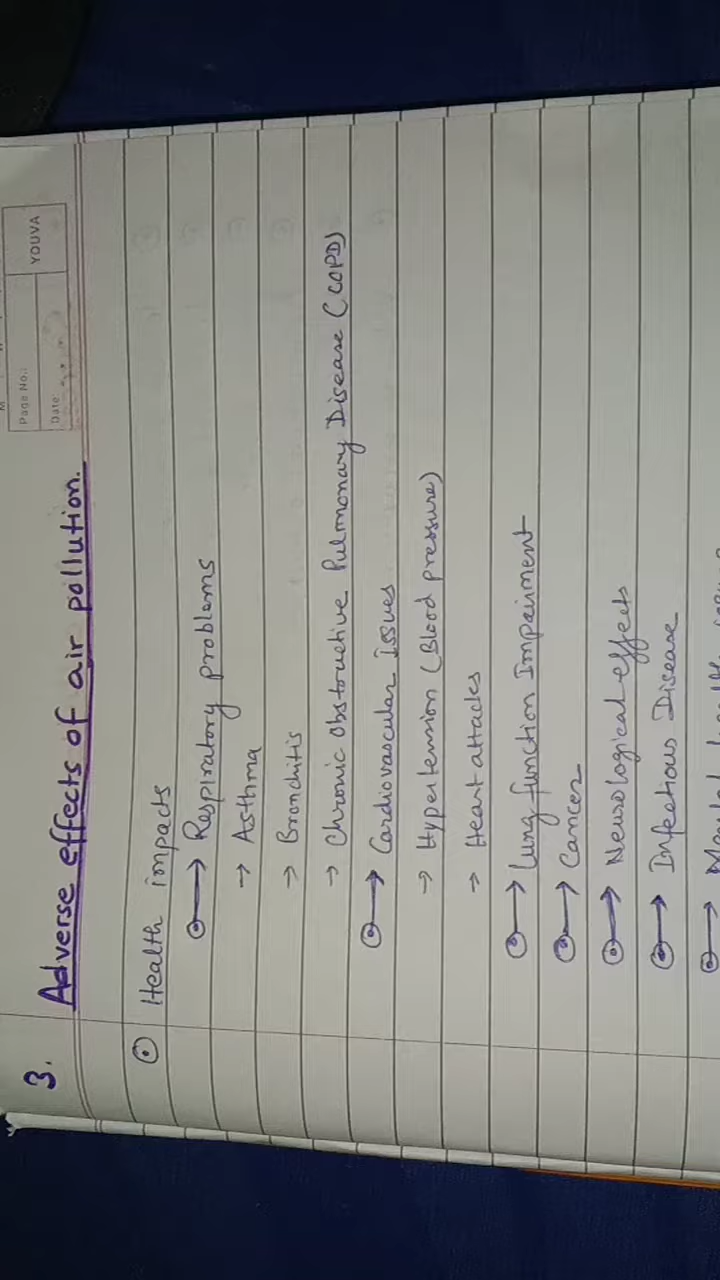 Page No.:
Date:
YOUVA
3. Adverse effects of air pollution.
Health impacts
→ Respiratory problems
→ Asthma
→ Bronchitis
→ Chronic Obstructive Pulmonary Disease (COPD)
→ Cardiovascular Issues
→ Hypertension (Blood pressure)
→ Heart attacks
→ Lung function Impairment
→ Cancer
→ Neurological effects
→ Infectious Disease